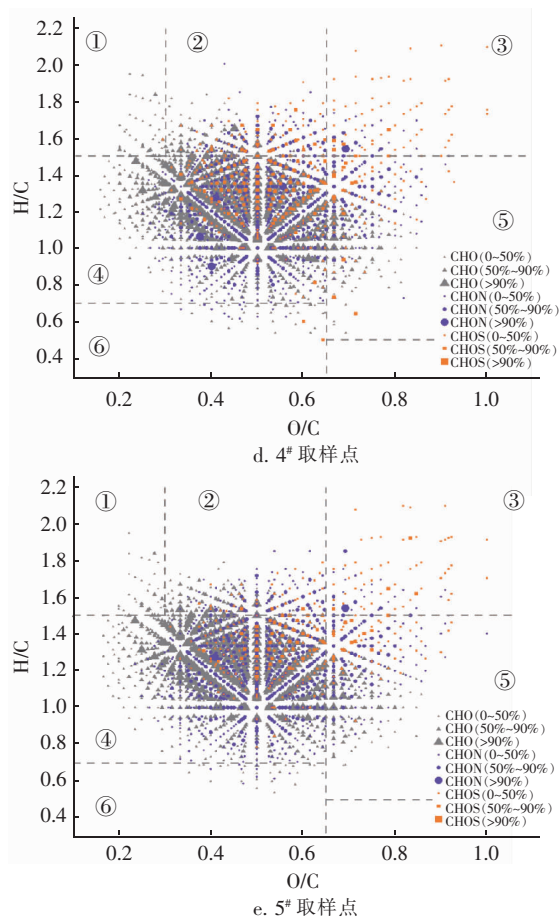 ① ② ③
2.2
2.0
1.8
1.6
1.4
1.2
1.0
0.8
0.6
0.4
H/C
④ ⑤
⑥
CHO(0~50%)
CHO(50%~90%)
CHO(>90%)
CHON(0~50%)
CHON(50%~90%)
CHON(>90%)
CHOS(0~50%)
CHOS(50%~90%)
CHOS(>90%)
0.2 0.4 0.6 0.8 1.0
O/C
d. 4# 取样点
① ② ③
2.2
2.0
1.8
1.6
1.4
1.2
1.0
0.8
0.6
0.4
H/C
④ ⑤
⑥
CHO(0~50%)
CHO(50%~90%)
CHO(>90%)
CHON(0~50%)
CHON(50%~90%)
CHON(>90%)
CHOS(0~50%)
CHOS(50%~90%)
CHOS(>90%)
0.2 0.4 0.6 0.8 1.0
O/C
e. 5# 取样点